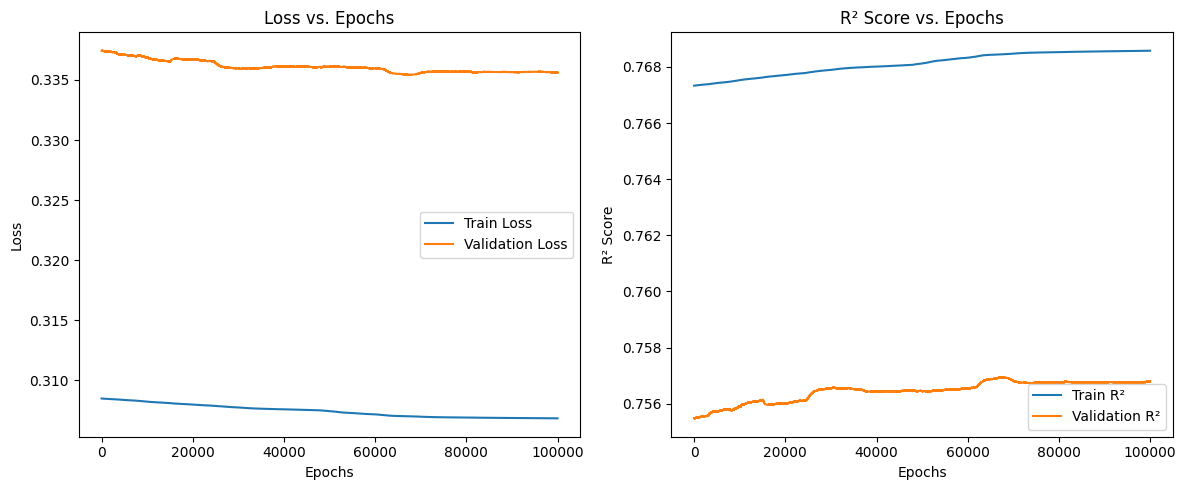 Loss vs. Epochs
0.335
0.330
0.325
0.320
0.315
0.310
Loss
Train Loss
Validation Loss
0 20000 40000 60000 80000 100000
Epochs
R² Score vs. Epochs
0.768
0.766
0.764
0.762
0.760
0.758
0.756
R² Score
Train R²
Validation R²
0 20000 40000 60000 80000 100000
Epochs